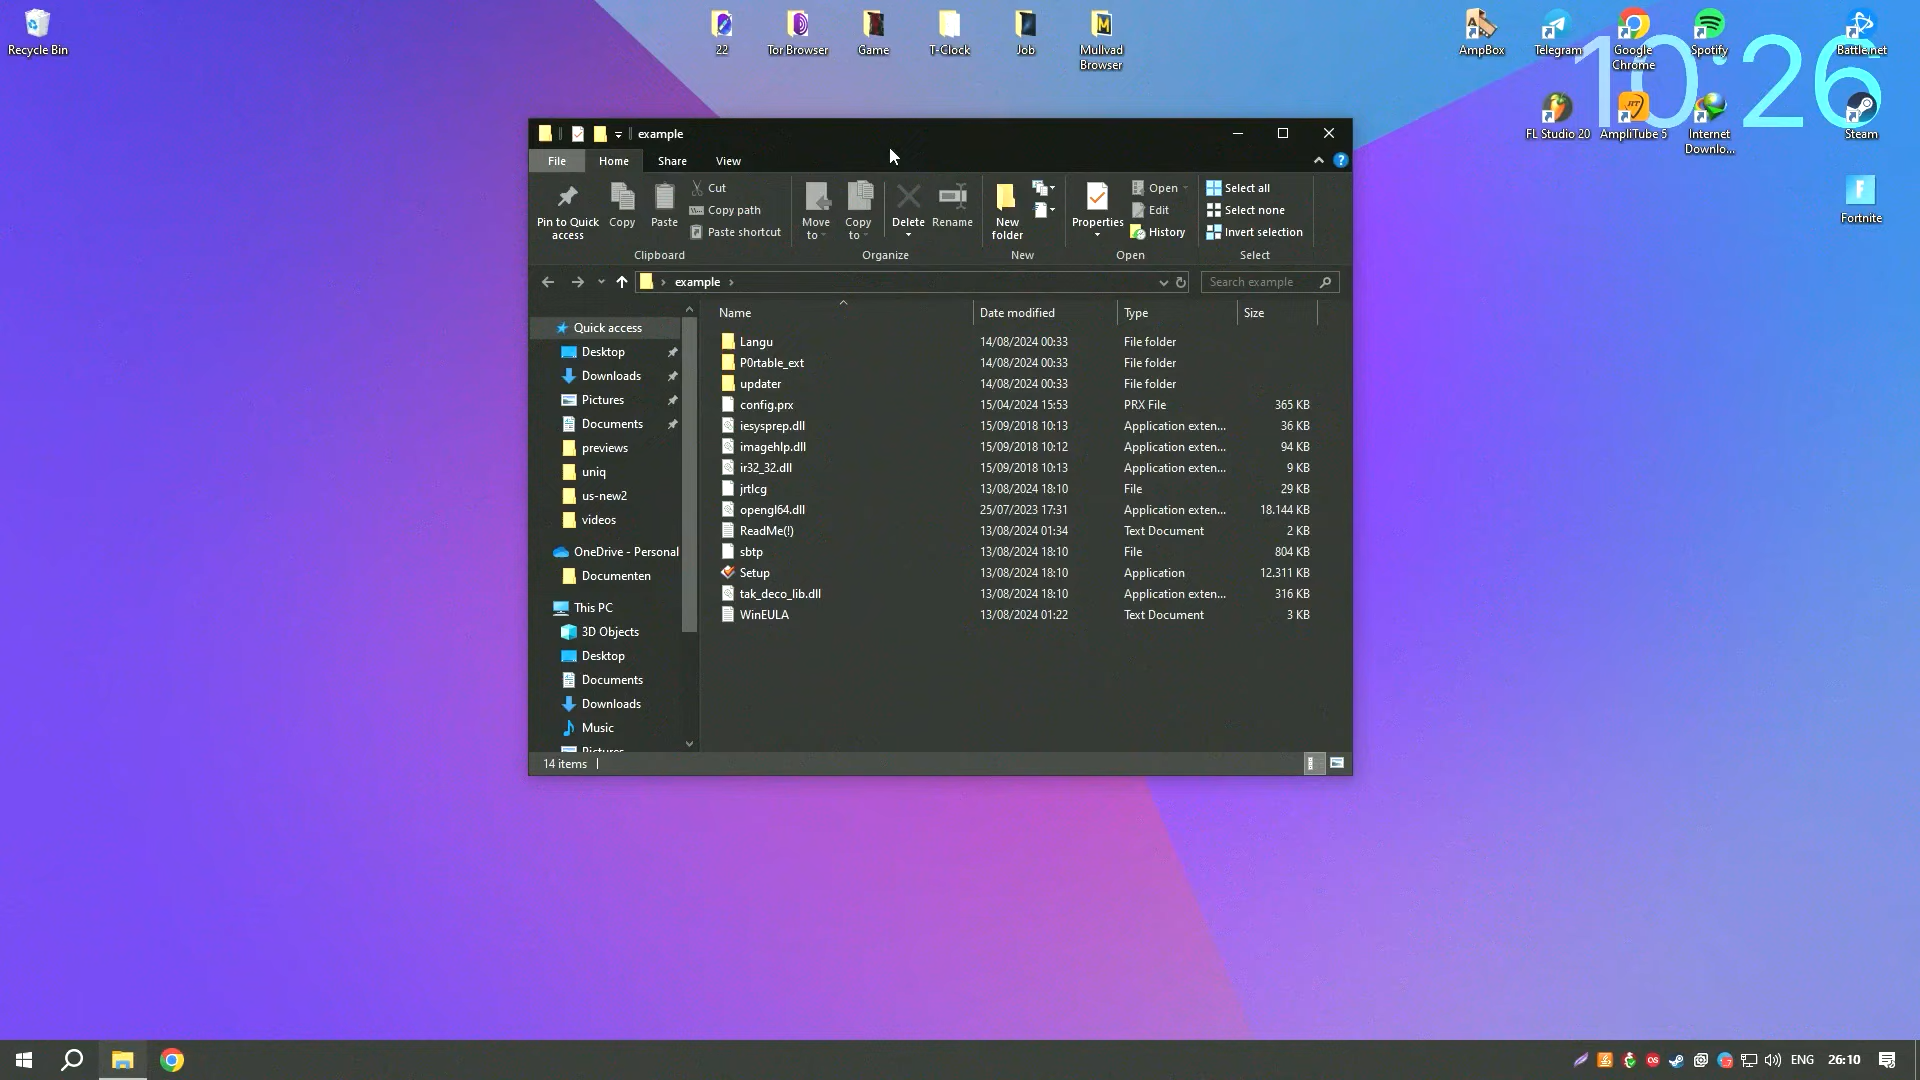 Recycle Bin
22
Tor Browser
Game
T-Clock
Job
Mullvad
Browser
AmpBox
Telegram
Google
Chrome
Spotify
Battle.net
10:26
FL Studio 20
AmpliTube 5
Internet
Downlo...
Steam
Fortnite
example
File
Home
Share
View
Pin to Quick
access
Copy
Paste
Cut
Copy path
Paste shortcut
Move
to
Copy
to
Delete
Rename
New
folder
Properties
Open
Edit
History
Select all
Select none
Invert selection
Clipboard
Organize
New
Open
Select
example
Search example
Name
Date modified
Type
Size
Quick access
Desktop
Downloads
Pictures
Documents
previews
uniq
us-new2
videos
OneDrive - Personal
Documenten
This PC
3D Objects
Desktop
Documents
Downloads
Music
Pictures
Langu 14/08/2024 00:33 File folder
P0rtable_ext 14/08/2024 00:33 File folder
updater 14/08/2024 00:33 File folder
config.prx 15/04/2024 15:53 PRX File 365 KB
iesysprep.dll 15/09/2018 10:13 Application exten... 36 KB
imagehlp.dll 15/09/2018 10:12 Application exten... 94 KB
ir32_32.dll 15/09/2018 10:13 Application exten... 9 KB
jrtlcg 13/08/2024 18:10 File 29 KB
opengl64.dll 25/07/2023 17:31 Application exten... 18.144 KB
ReadMe(!) 13/08/2024 01:34 Text Document 2 KB
sbtp 13/08/2024 18:10 File 804 KB
Setup 13/08/2024 18:10 Application 12.311 KB
tak_deco_lib.dll 13/08/2024 18:10 Application exten... 316 KB
WinEULA 13/08/2024 01:22 Text Document 3 KB
14 items
ENG
26:10